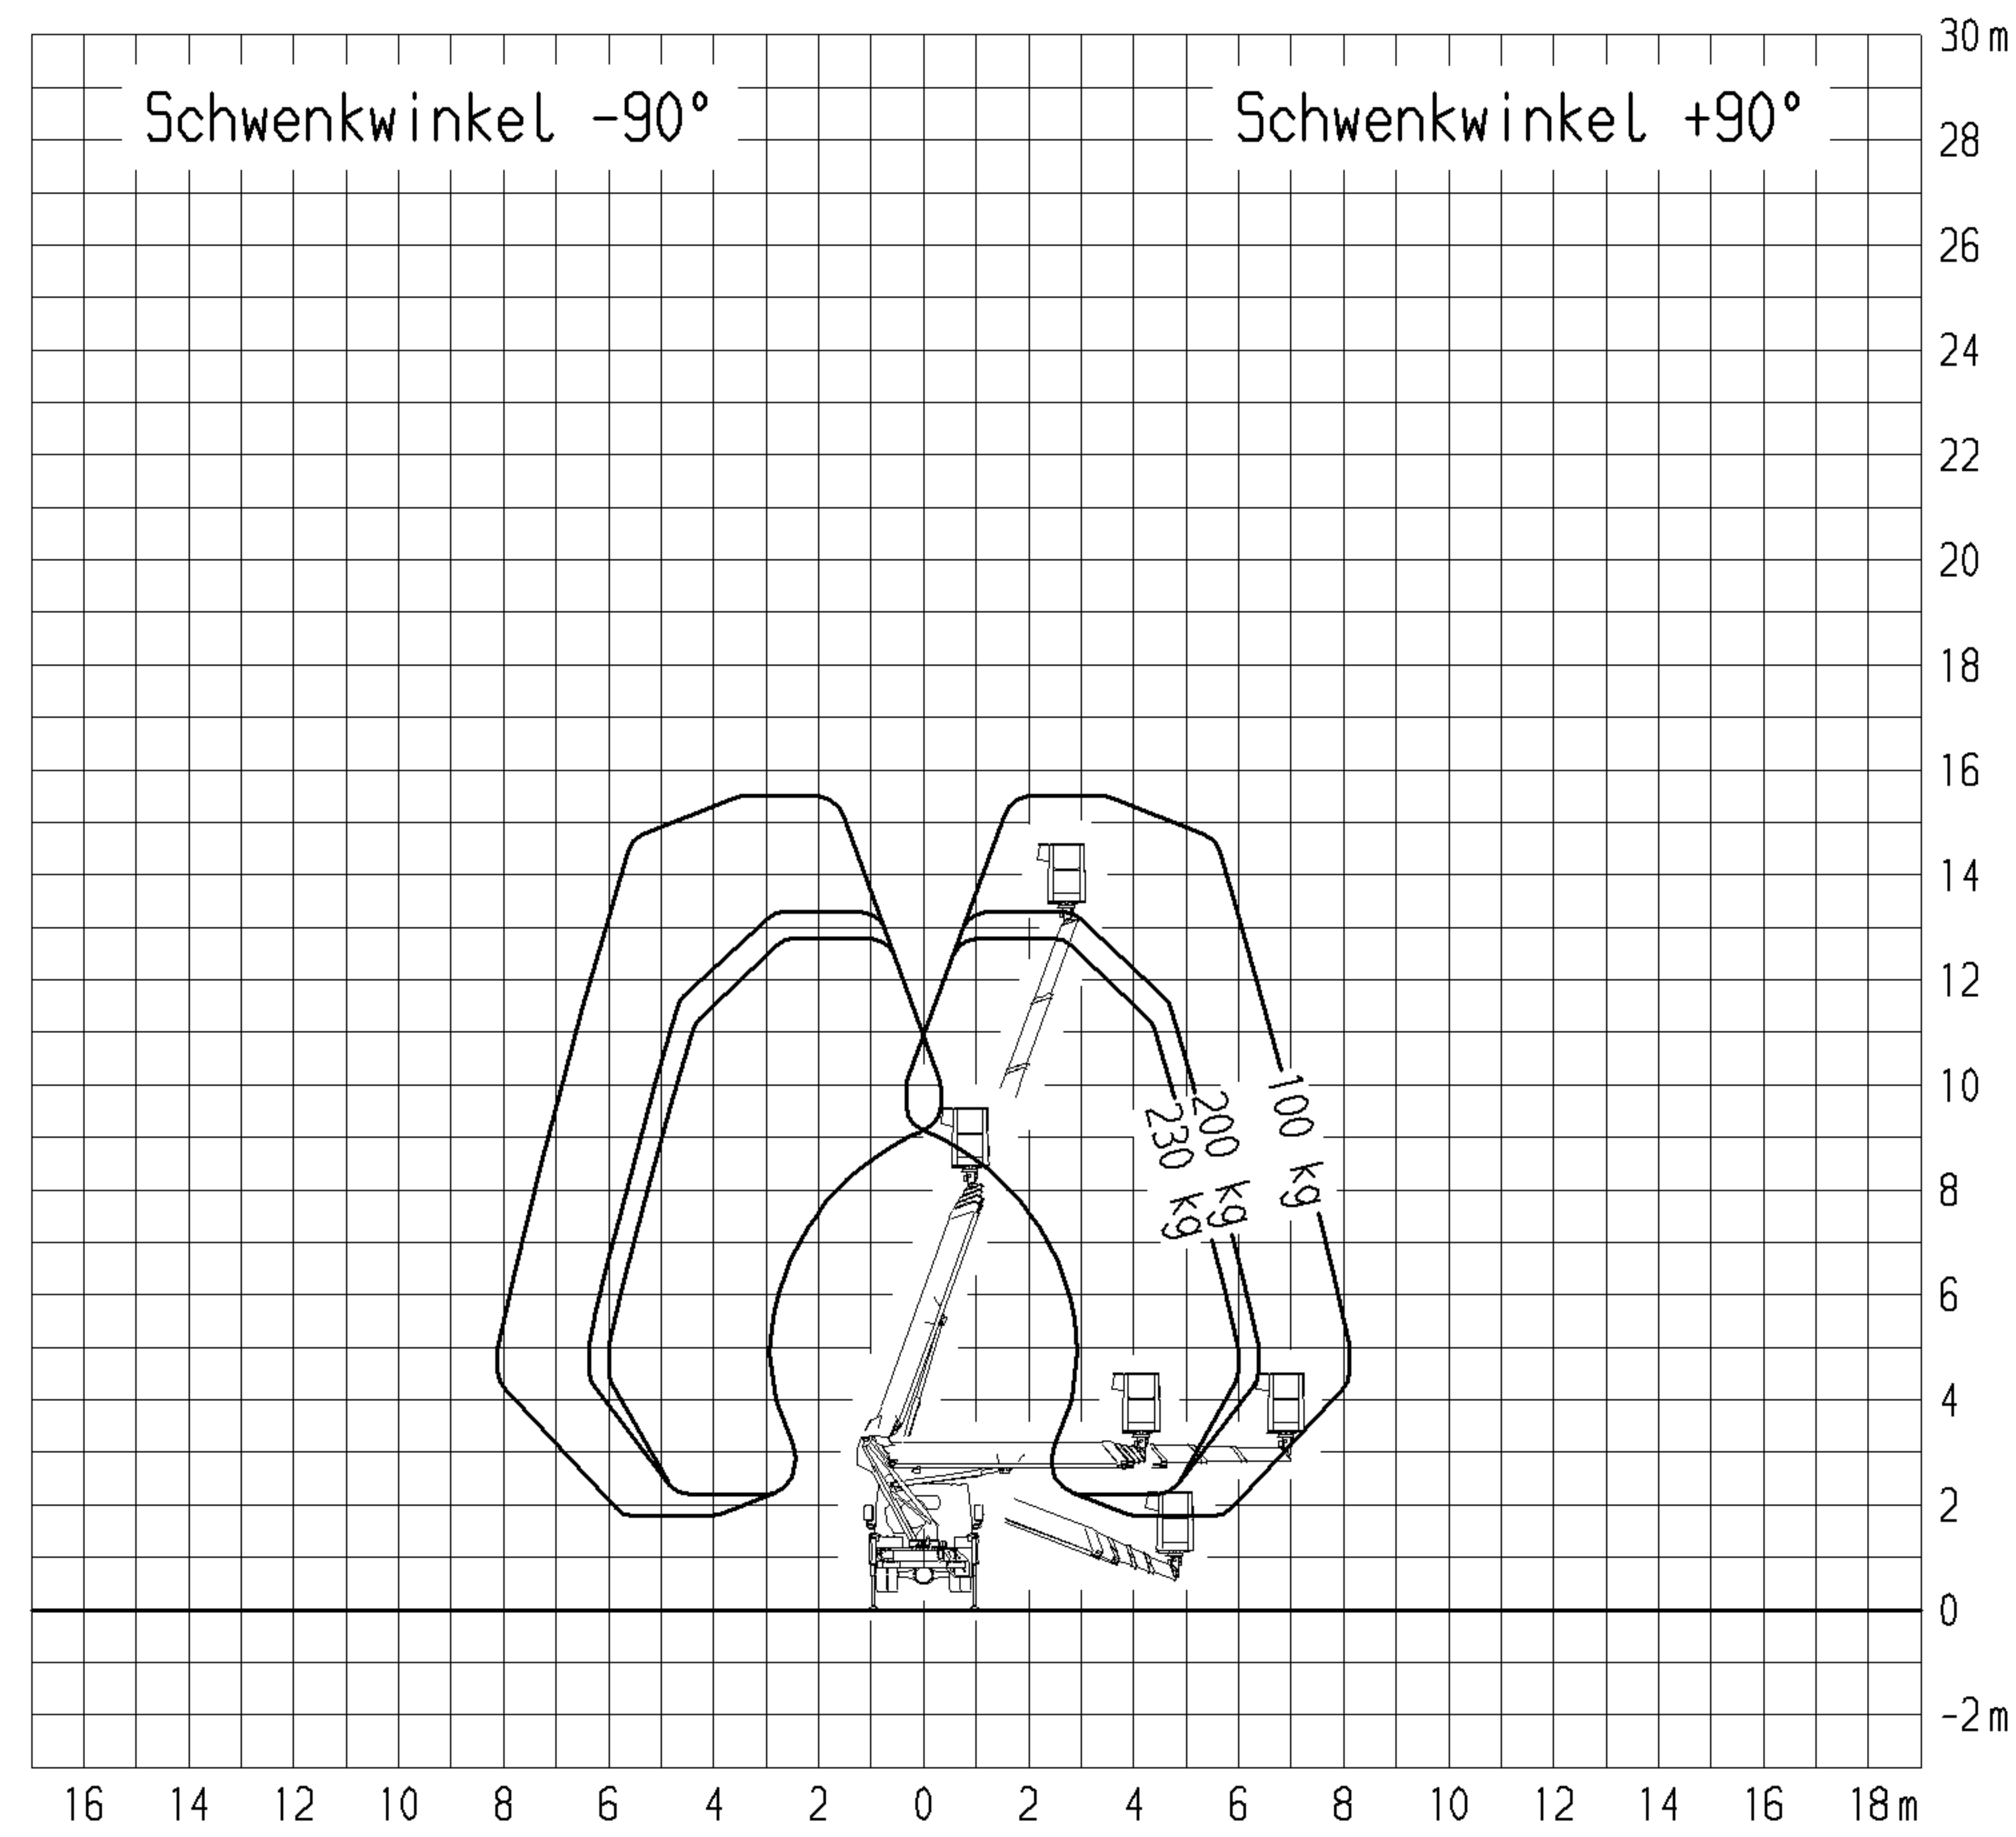 30 m
Schwenkwinkel -90° Schwenkwinkel +90°
28
26
24
22
20
18
16
14
12
10
100 kg
200 kg
230 kg
8
6
4
2
0
-2 m
16 14 12 10 8 6 4 2 0 2 4 6 8 10 12 14 16 18 m